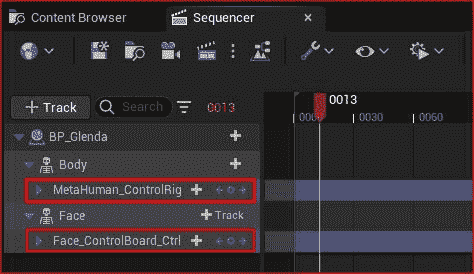 Content Browser Sequencer
+ Track Search 0013
0013
0000 0030 0060
BP_Glenda
Body
MetaHuman_ControlRig
Face + Track
Face_ControlBoard_Ctrl